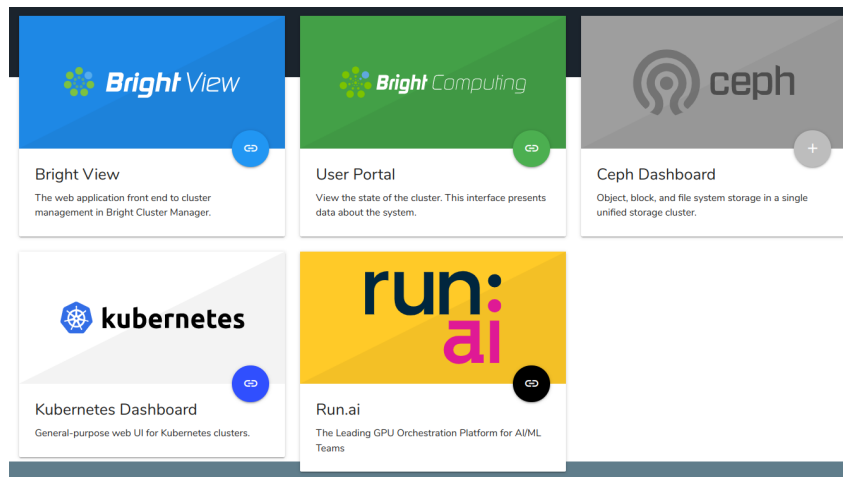 Bright View
Bright View
The web application front end to cluster
management in Bright Cluster Manager.
Bright Computing
User Portal
View the state of the cluster. This interface presents
data about the system.
ceph
+
Ceph Dashboard
Object, block, and file system storage in a single
unified storage cluster.
kubernetes
Kubernetes Dashboard
General-purpose web UI for Kubernetes clusters.
run:
ai
Run.ai
The Leading GPU Orchestration Platform for AI/ML
Teams